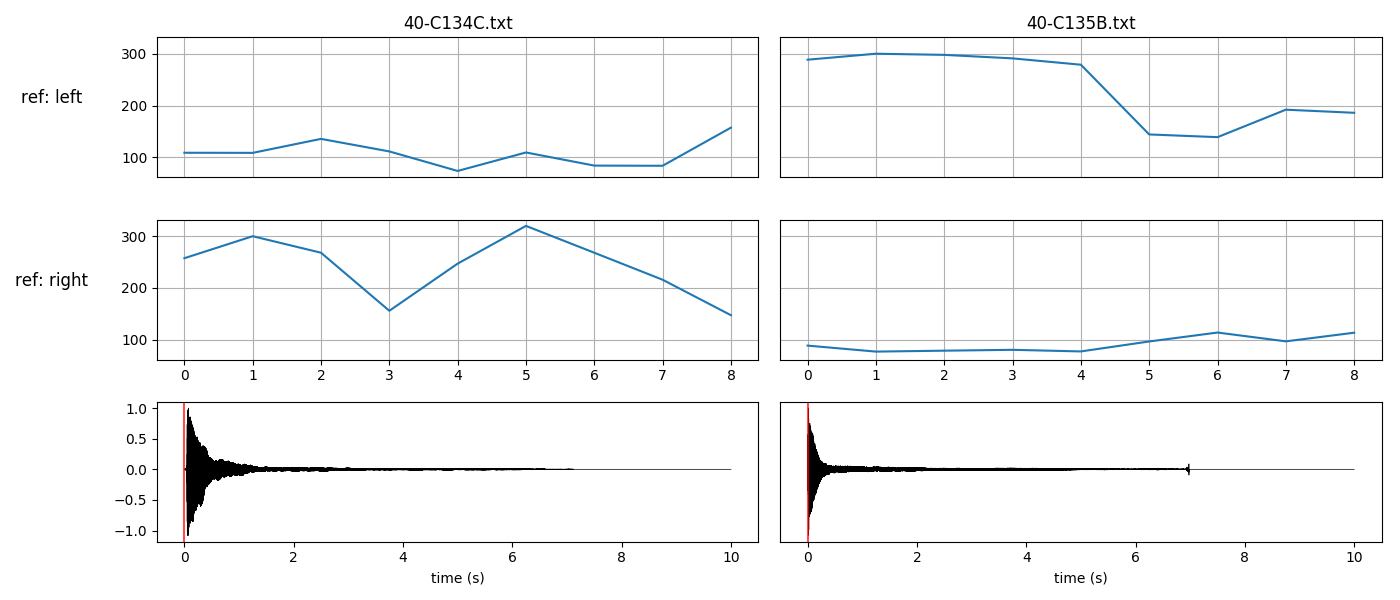 40-C134C.txt 40-C135B.txt
ref: left
300
200
100
ref: right
300
200
100
0 1 2 3 4 5 6 7 8 0 1 2 3 4 5 6 7 8
1.0
0.5
0.0
−0.5
−1.0
0 2 4 6 8 10 0 2 4 6 8 10
time (s) time (s)